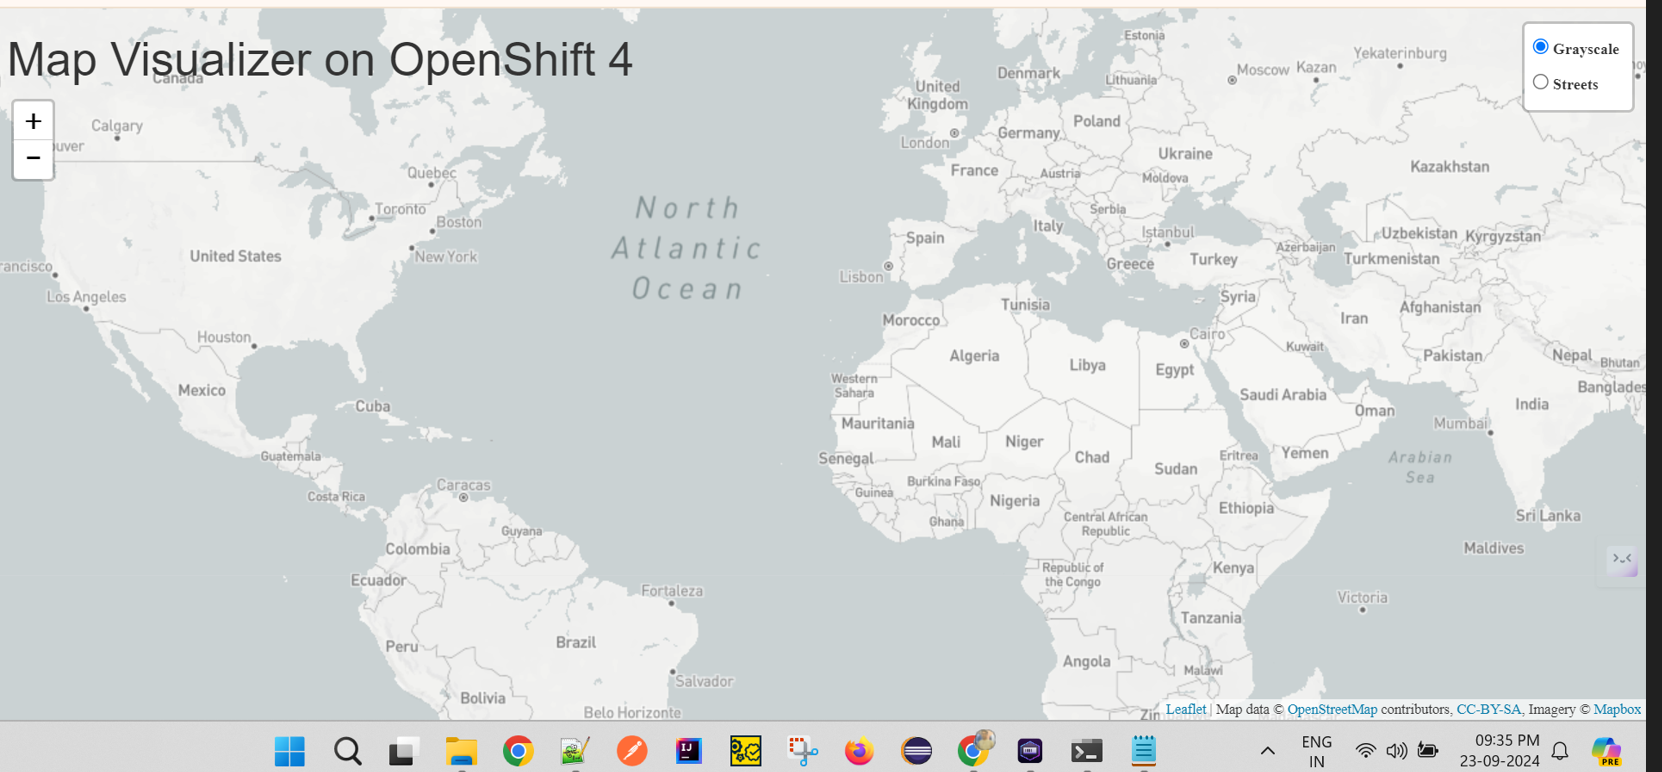 Map Visualizer on OpenShift 4
Canada
+
−
Grayscale
Streets
Estonia
Yekaterinburg
Denmark
Lithuania
Moscow
Kazan
United
Kingdom
Calgary
ouver
London
Germany
Poland
Ukraine
France
Austria
Moldova
Kazakhstan
Quebec
Toronto
Boston
North
Atlantic
Ocean
Serbia
Italy
Istanbul
Spain
Uzbekistan
Kyrgyzstan
Azerbaijan
United States
New York
rancisco
Lisbon
Greece
Turkey
Turkmenistan
Los Angeles
Tunisia
Syria
Afghanistan
Morocco
Iran
Houston
Cairo
Algeria
Libya
Egypt
Kuwait
Pakistan
Nepal
Bhutan
Western
Sahara
Mexico
Saudi Arabia
Banglades
Cuba
Oman
India
Mauritania
Mumbai
Mali
Niger
Chad
Yemen
Arabian
Sea
Guatemala
Senegal
Sudan
Eritrea
Caracas
Costa Rica
Burkina Faso
Guinea
Nigeria
Ethiopia
Ghana
Central African
Republic
Sri Lanka
Guyana
Colombia
Maldives
Ecuador
Republic of
the Congo
Kenya
Fortaleza
Victoria
Tanzania
Peru
Brazil
Angola
Malawi
Salvador
Bolivia
Belo Horizonte
Leaflet | Map data © OpenStreetMap contributors, CC-BY-SA, Imagery © Mapbox
IJ
PRE
ENG
IN
09:35 PM
23-09-2024